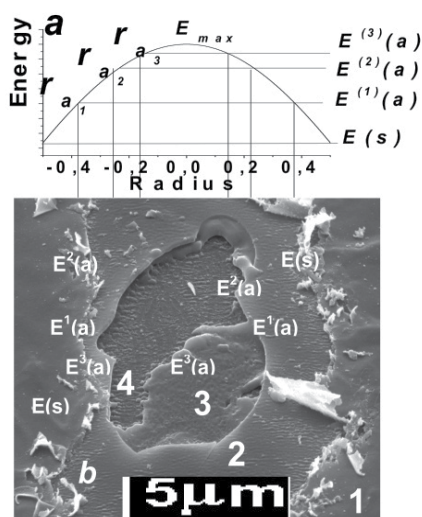 a
Energy
E max
r a 1
r a 2
r a 3
E (3) (a)
E (2) (a)
E (1) (a)
E (s)
-0,4 -0,2 0,0 0,2 0,4
Radius
E²(a)
E(s)
E²(a)
E¹(a)
E¹(a)
E³(a)
E³(a)
4
3
E(s)
2
b
5µm
1